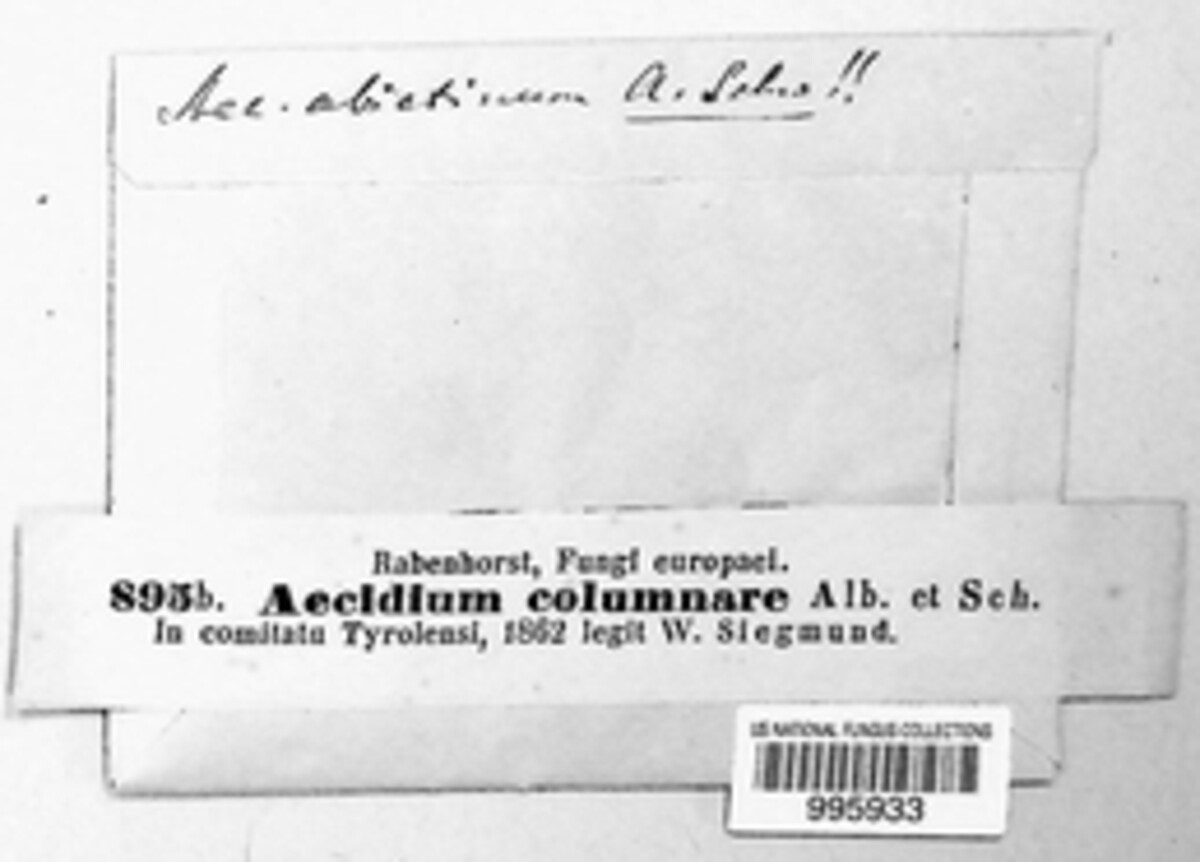 Aec. abietinum A. Schw!!
Rabenhorst, Fungi europaei.
895b. Aecidium columnare Alb. et Sch.
In comitatu Tyrolensi, 1862 legit W. Siegmund.
US NATIONAL FUNGUS COLLECTIONS
995933